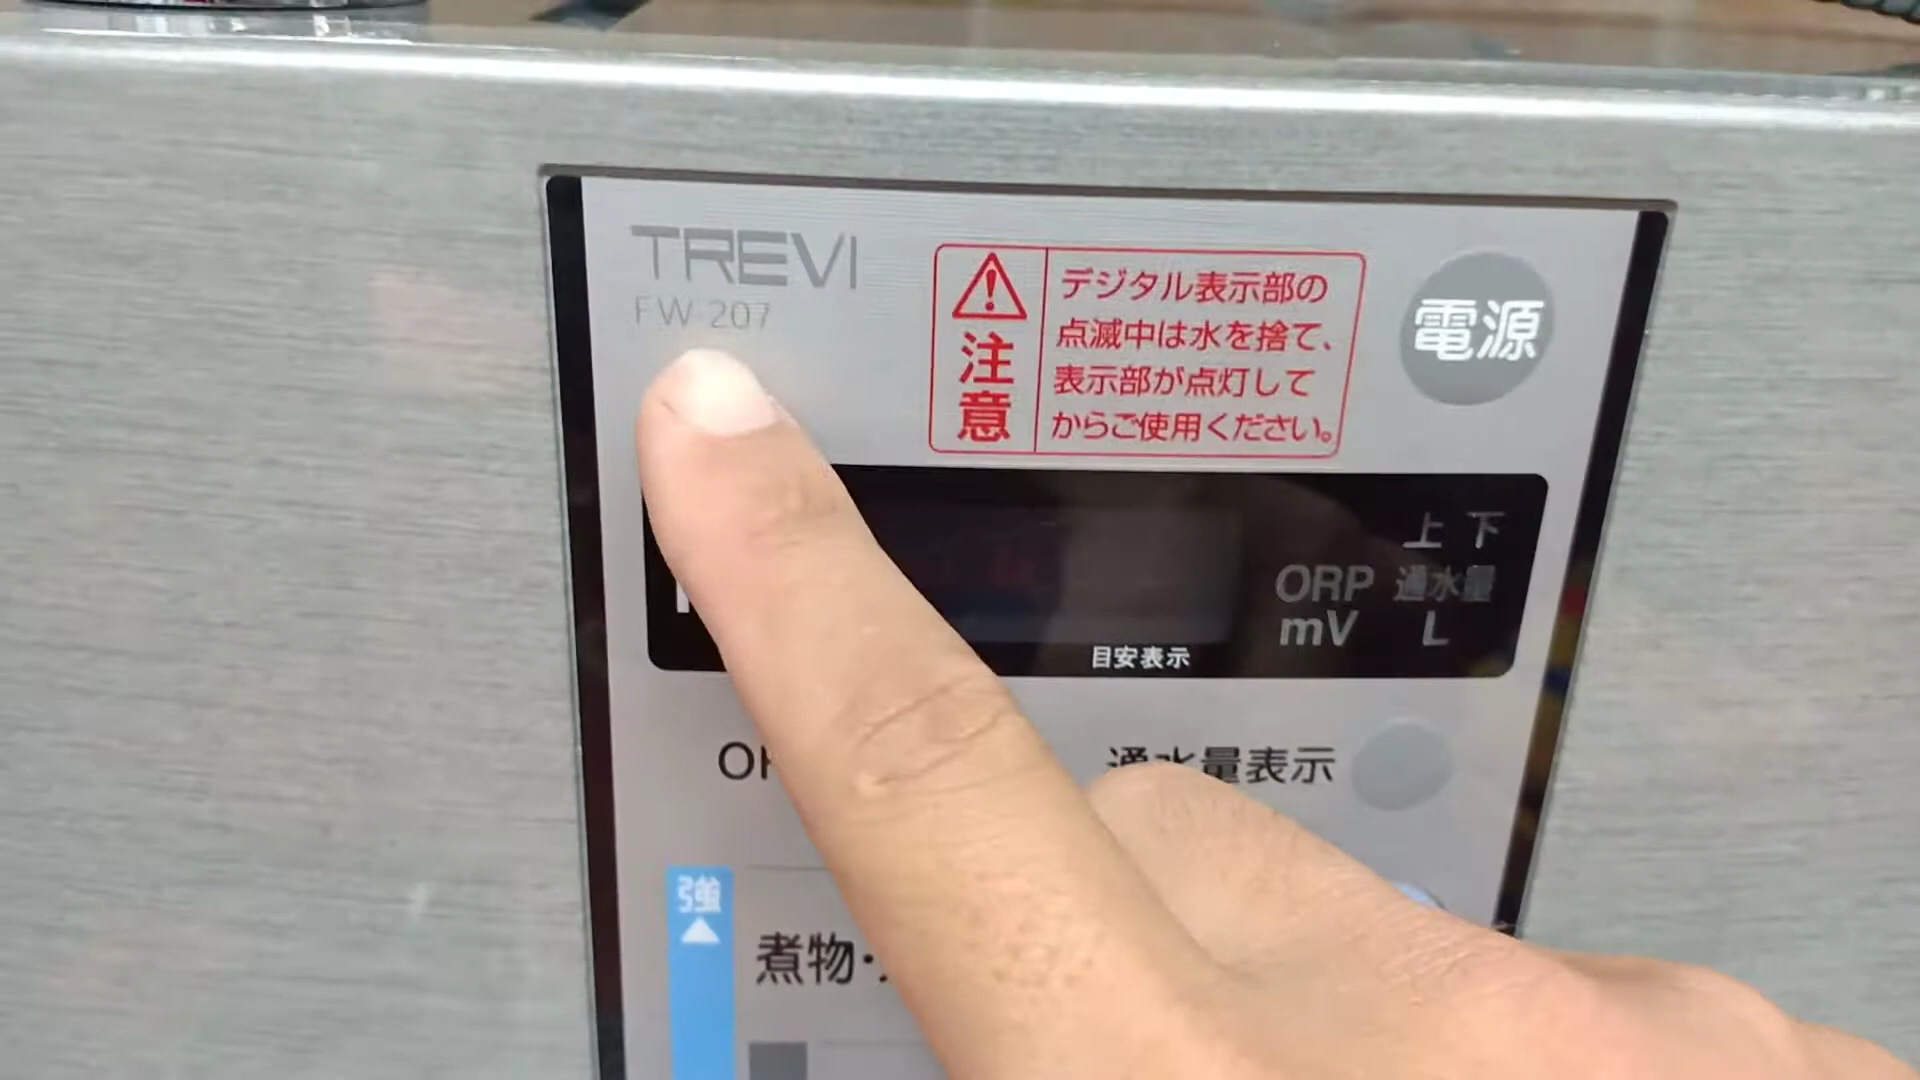 TREVI
FW-207
注意
デジタル表示部の
点滅中は水を捨て、
表示部が点灯して
からご使用ください。
電源
上 下
ORP 通水量
mV L
目安表示
通水量表示
強
煮物・